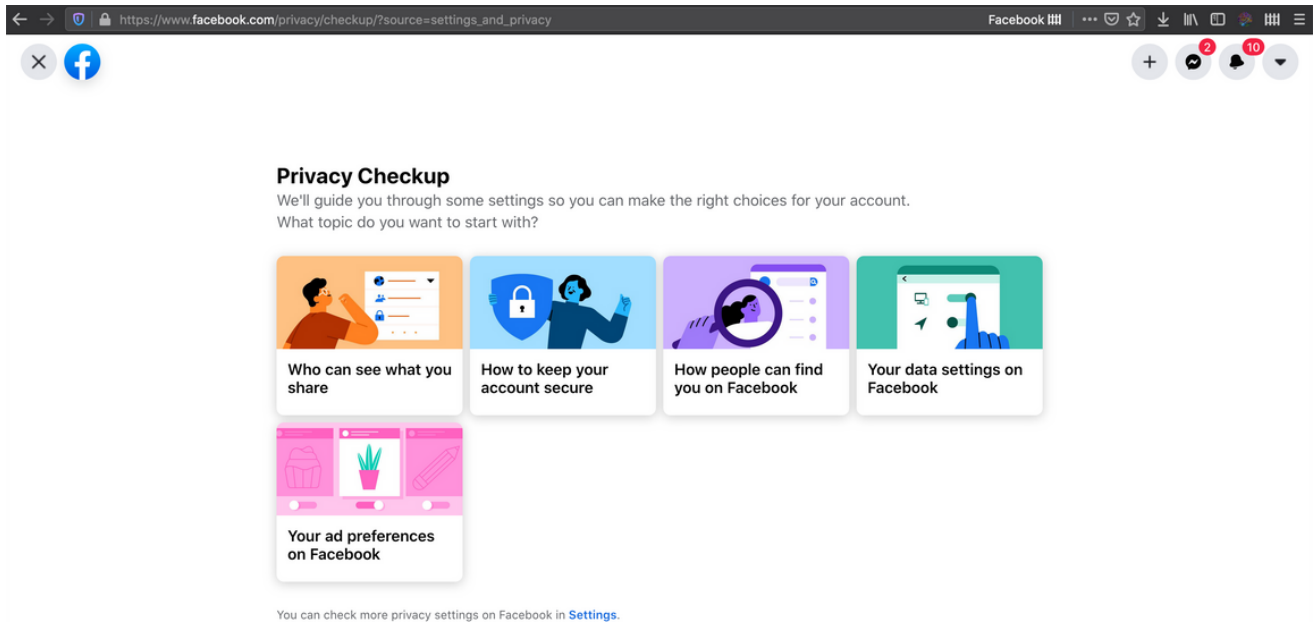 https://www.facebook.com/privacy/checkup/?source=settings_and_privacy
Facebook
2
10
Privacy Checkup
We'll guide you through some settings so you can make the right choices for your account.
What topic do you want to start with?
Who can see what you
share
How to keep your
account secure
How people can find
you on Facebook
Your data settings on
Facebook
Your ad preferences
on Facebook
You can check more privacy settings on Facebook in Settings.